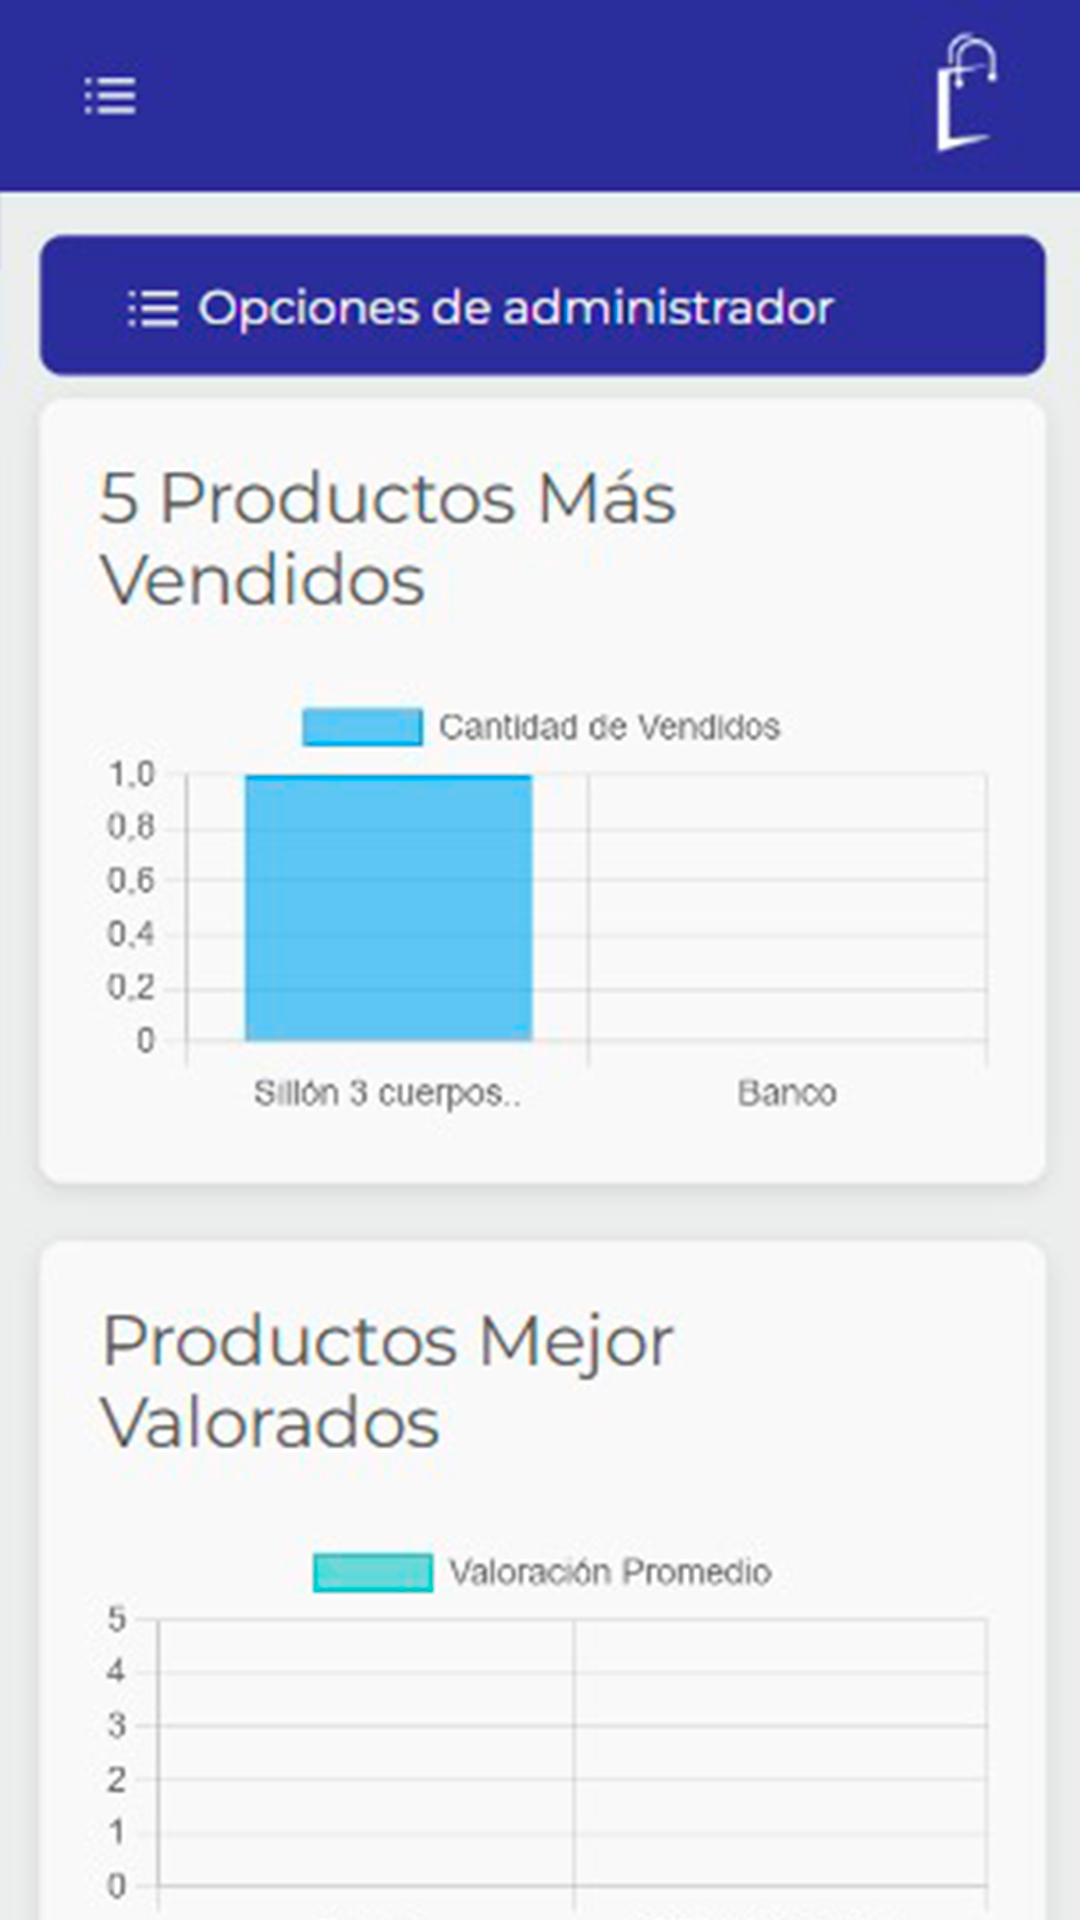 Opciones de administrador
5 Productos Más
Vendidos
Cantidad de Vendidos
1,0
0,8
0,6
0,4
0,2
0
Sillón 3 cuerpos..
Banco
Productos Mejor
Valorados
Valoración Promedio
5
4
3
2
1
0